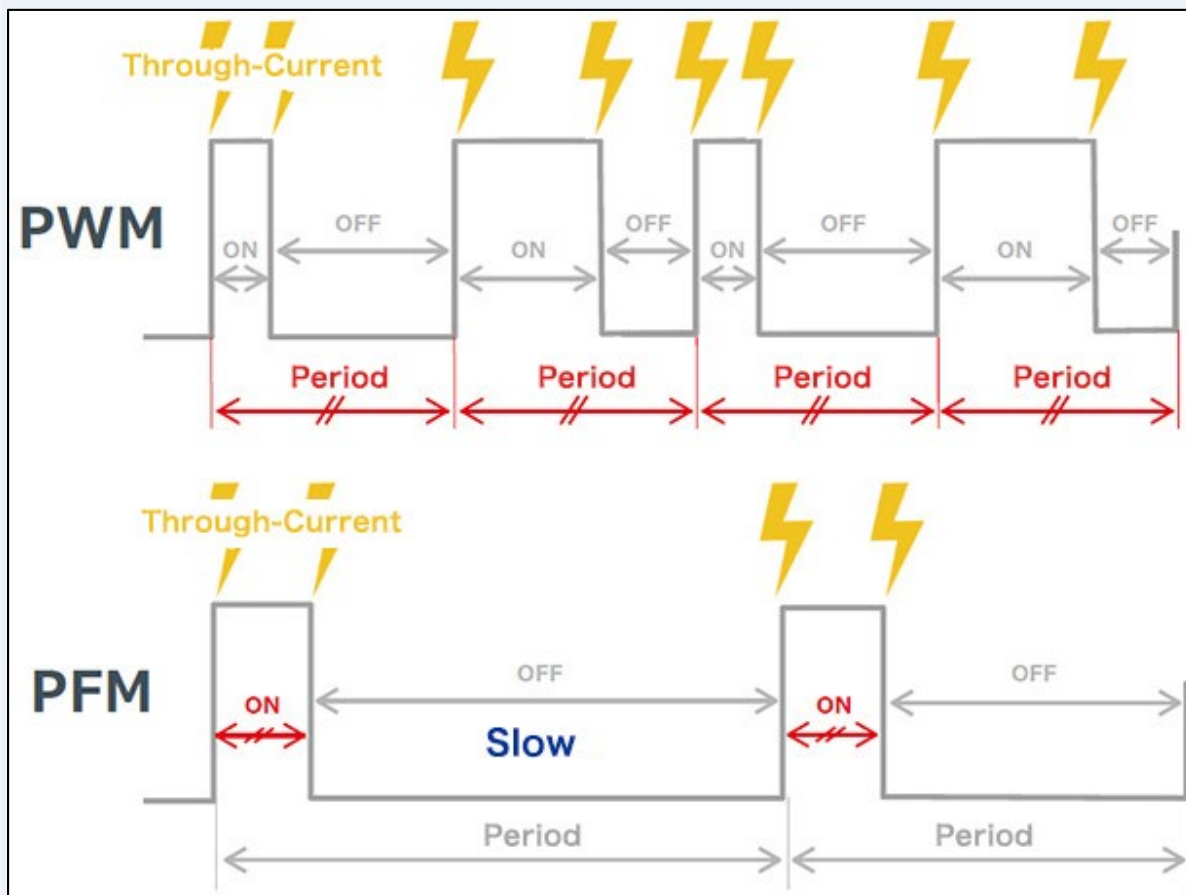 Through-Current
PWM
OFF
OFF
OFF
OFF
ON
ON
ON
ON
Period
Period
Period
Period
Through-Current
PFM
OFF
OFF
ON
ON
Slow
Period
Period